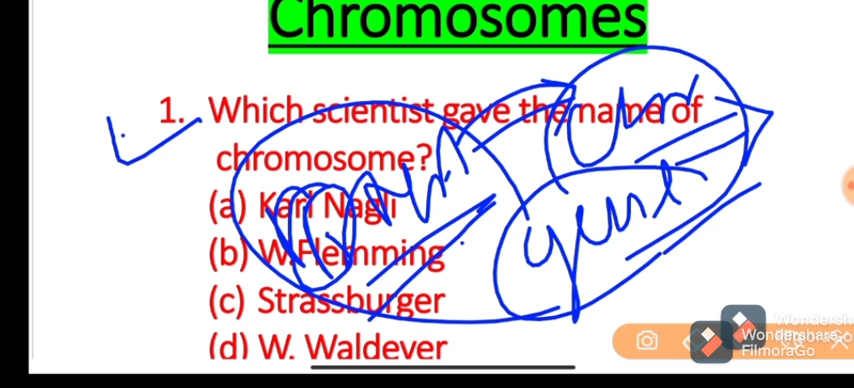 Chromosomes
1. Which scientist gave the name of
chromosome?
(a) Karl Nagli
(b) W.Flemming
(c) Strassburger
(d) W. Waldever
Wondershare
FilmoraGo